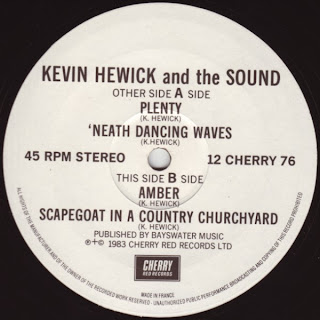 KEVIN HEWICK and the SOUND
OTHER SIDE A SIDE
PLENTY
(K. HEWICK)
'NEATH DANCING WAVES
(K.HEWICK)
45 RPM STEREO 12 CHERRY 76
THIS SIDE B SIDE
AMBER
(K. HEWICK)
SCAPEGOAT IN A COUNTRY CHURCHYARD
(K. HEWICK)
PUBLISHED BY BAYSWATER MUSIC
℗+© 1983 CHERRY RED RECORDS LTD
CHERRY
RED RECORDS
MADE IN FRANCE
ALL RIGHTS OF THE MANUFACTURER AND OF THE OWNER OF THE RECORDED WORK RESERVED - UNAUTHORIZED PUBLIC PERFORMANCE BROADCASTING AND COPYING OF THIS RECORD PROHIBITED